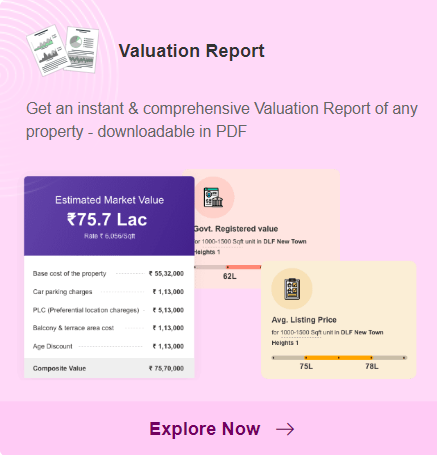 Valuation Report
Get an instant & comprehensive Valuation Report of any
property - downloadable in PDF
Estimated Market Value
₹75.7 Lac
Rate ₹ 6,056/Sqft
Base cost of the property ₹ 55,32,000
Car parking charges ₹ 1,13,000
PLC (Preferential location chareges) ₹ 5,13,000
Balcony & terrace area cost ₹ 1,13,000
Age Discount ₹ 1,13,000
Composite Value ₹ 75,70,000
Govt. Registered value
or 1000-1500 Sqft unit in DLF New Town
Heights 1
62L
Avg. Listing Price
for 1000-1500 Sqft unit in DLF New Town
Heights 1
75L 78L
Explore Now →